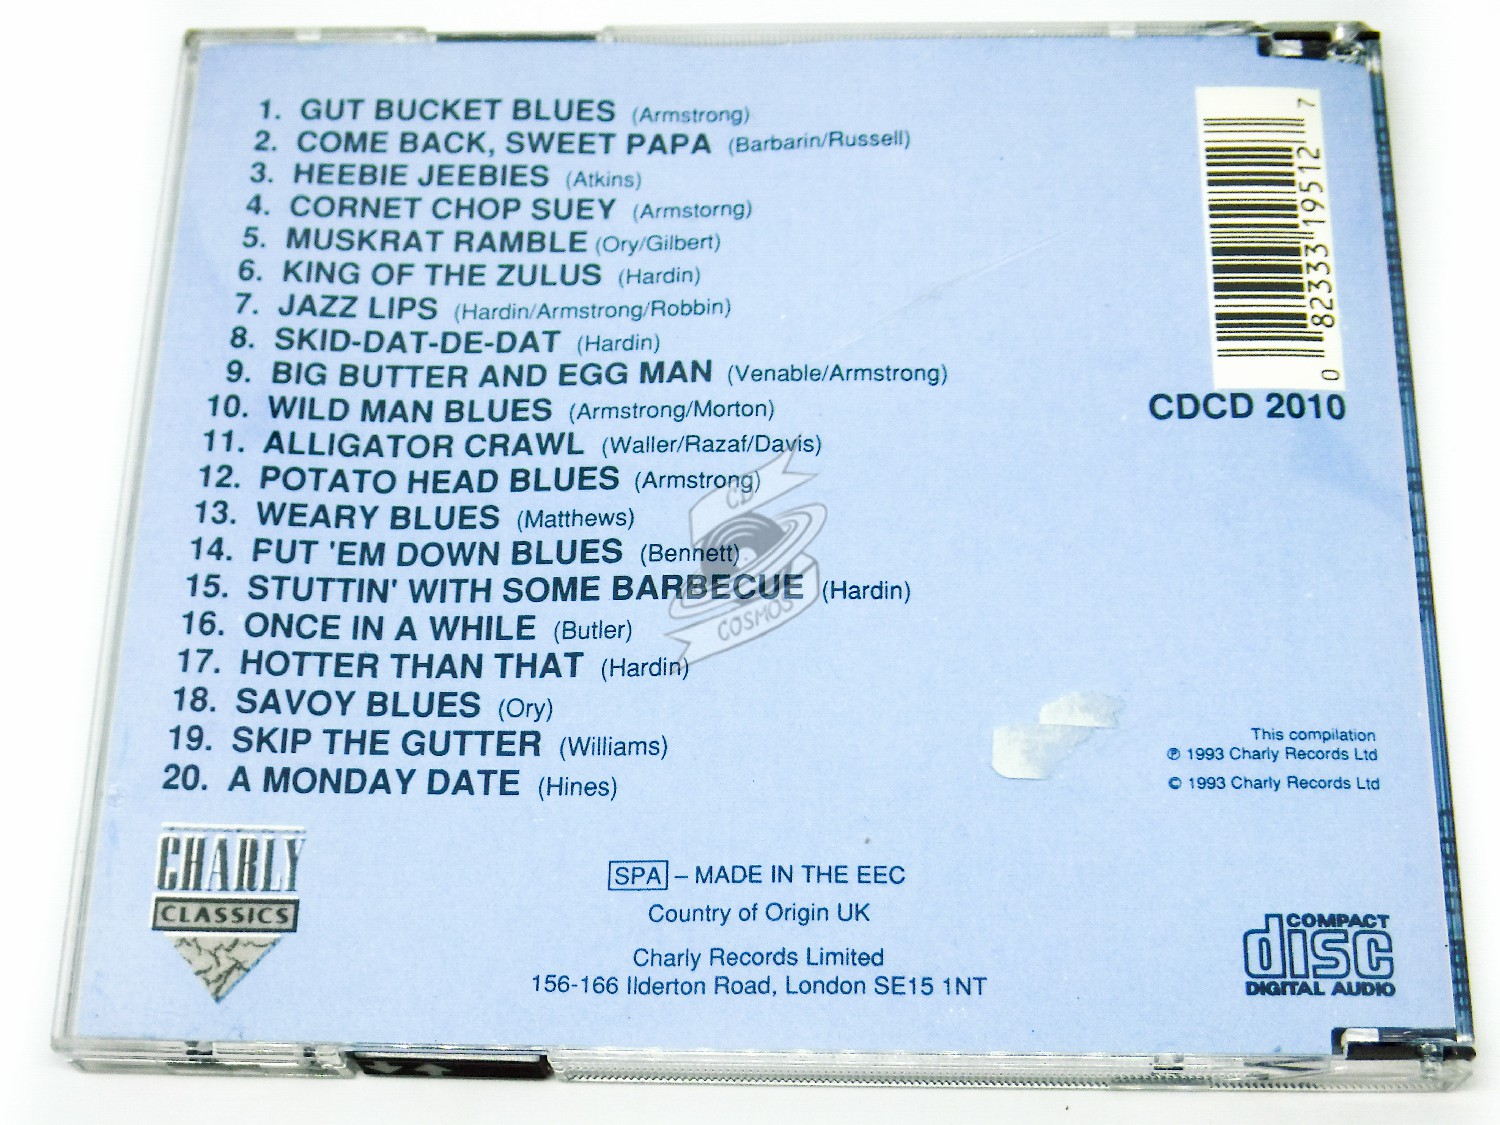 1. GUT BUCKET BLUES (Armstrong)
2. COME BACK, SWEET PAPA (Barbarin/Russell)
3. HEEBIE JEEBIES (Atkins)
4. CORNET CHOP SUEY (Armstorng)
5. MUSKRAT RAMBLE (Ory/Gilbert)
6. KING OF THE ZULUS (Hardin)
7. JAZZ LIPS (Hardin/Armstrong/Robbin)
8. SKID-DAT-DE-DAT (Hardin)
9. BIG BUTTER AND EGG MAN (Venable/Armstrong)
10. WILD MAN BLUES (Armstrong/Morton)
11. ALLIGATOR CRAWL (Waller/Razaf/Davis)
12. POTATO HEAD BLUES (Armstrong)
13. WEARY BLUES (Matthews)
14. PUT 'EM DOWN BLUES (Bennett)
15. STUTTIN' WITH SOME BARBECUE (Hardin)
16. ONCE IN A WHILE (Butler)
17. HOTTER THAN THAT (Hardin)
18. SAVOY BLUES (Ory)
19. SKIP THE GUTTER (Williams)
20. A MONDAY DATE (Hines)
0 82333 19512 7
CDCD 2010
CD
COSMOS
This compilation
℗ 1993 Charly Records Ltd
© 1993 Charly Records Ltd
CHARLY
CLASSICS
SPA – MADE IN THE EEC
Country of Origin UK
Charly Records Limited
156-166 Ilderton Road, London SE15 1NT
COMPACT
disc
DIGITAL AUDIO